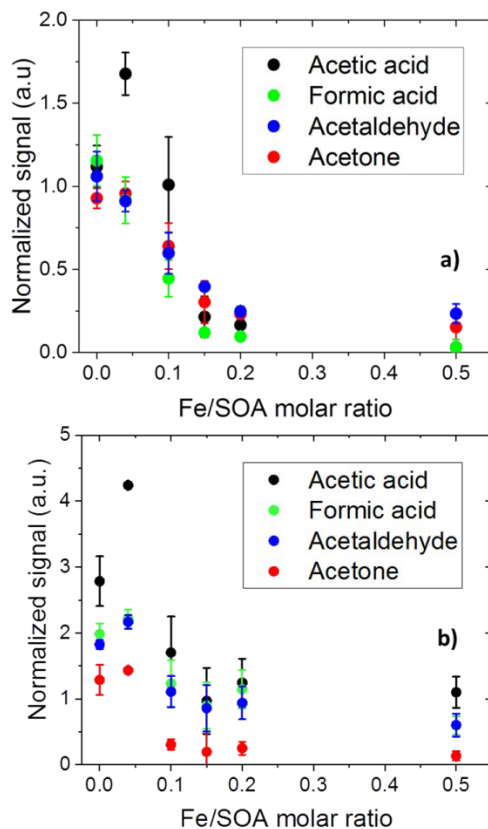 2.0
1.5
1.0
0.5
0.0
Normalized signal (a.u)
Acetic acid
Formic acid
Acetaldehyde
Acetone
a)
0.0 0.1 0.2 0.3 0.4 0.5
Fe/SOA molar ratio
5
4
3
2
1
0
Normalized signal (a.u.)
Acetic acid
Formic acid
Acetaldehyde
Acetone
b)
0.0 0.1 0.2 0.3 0.4 0.5
Fe/SOA molar ratio